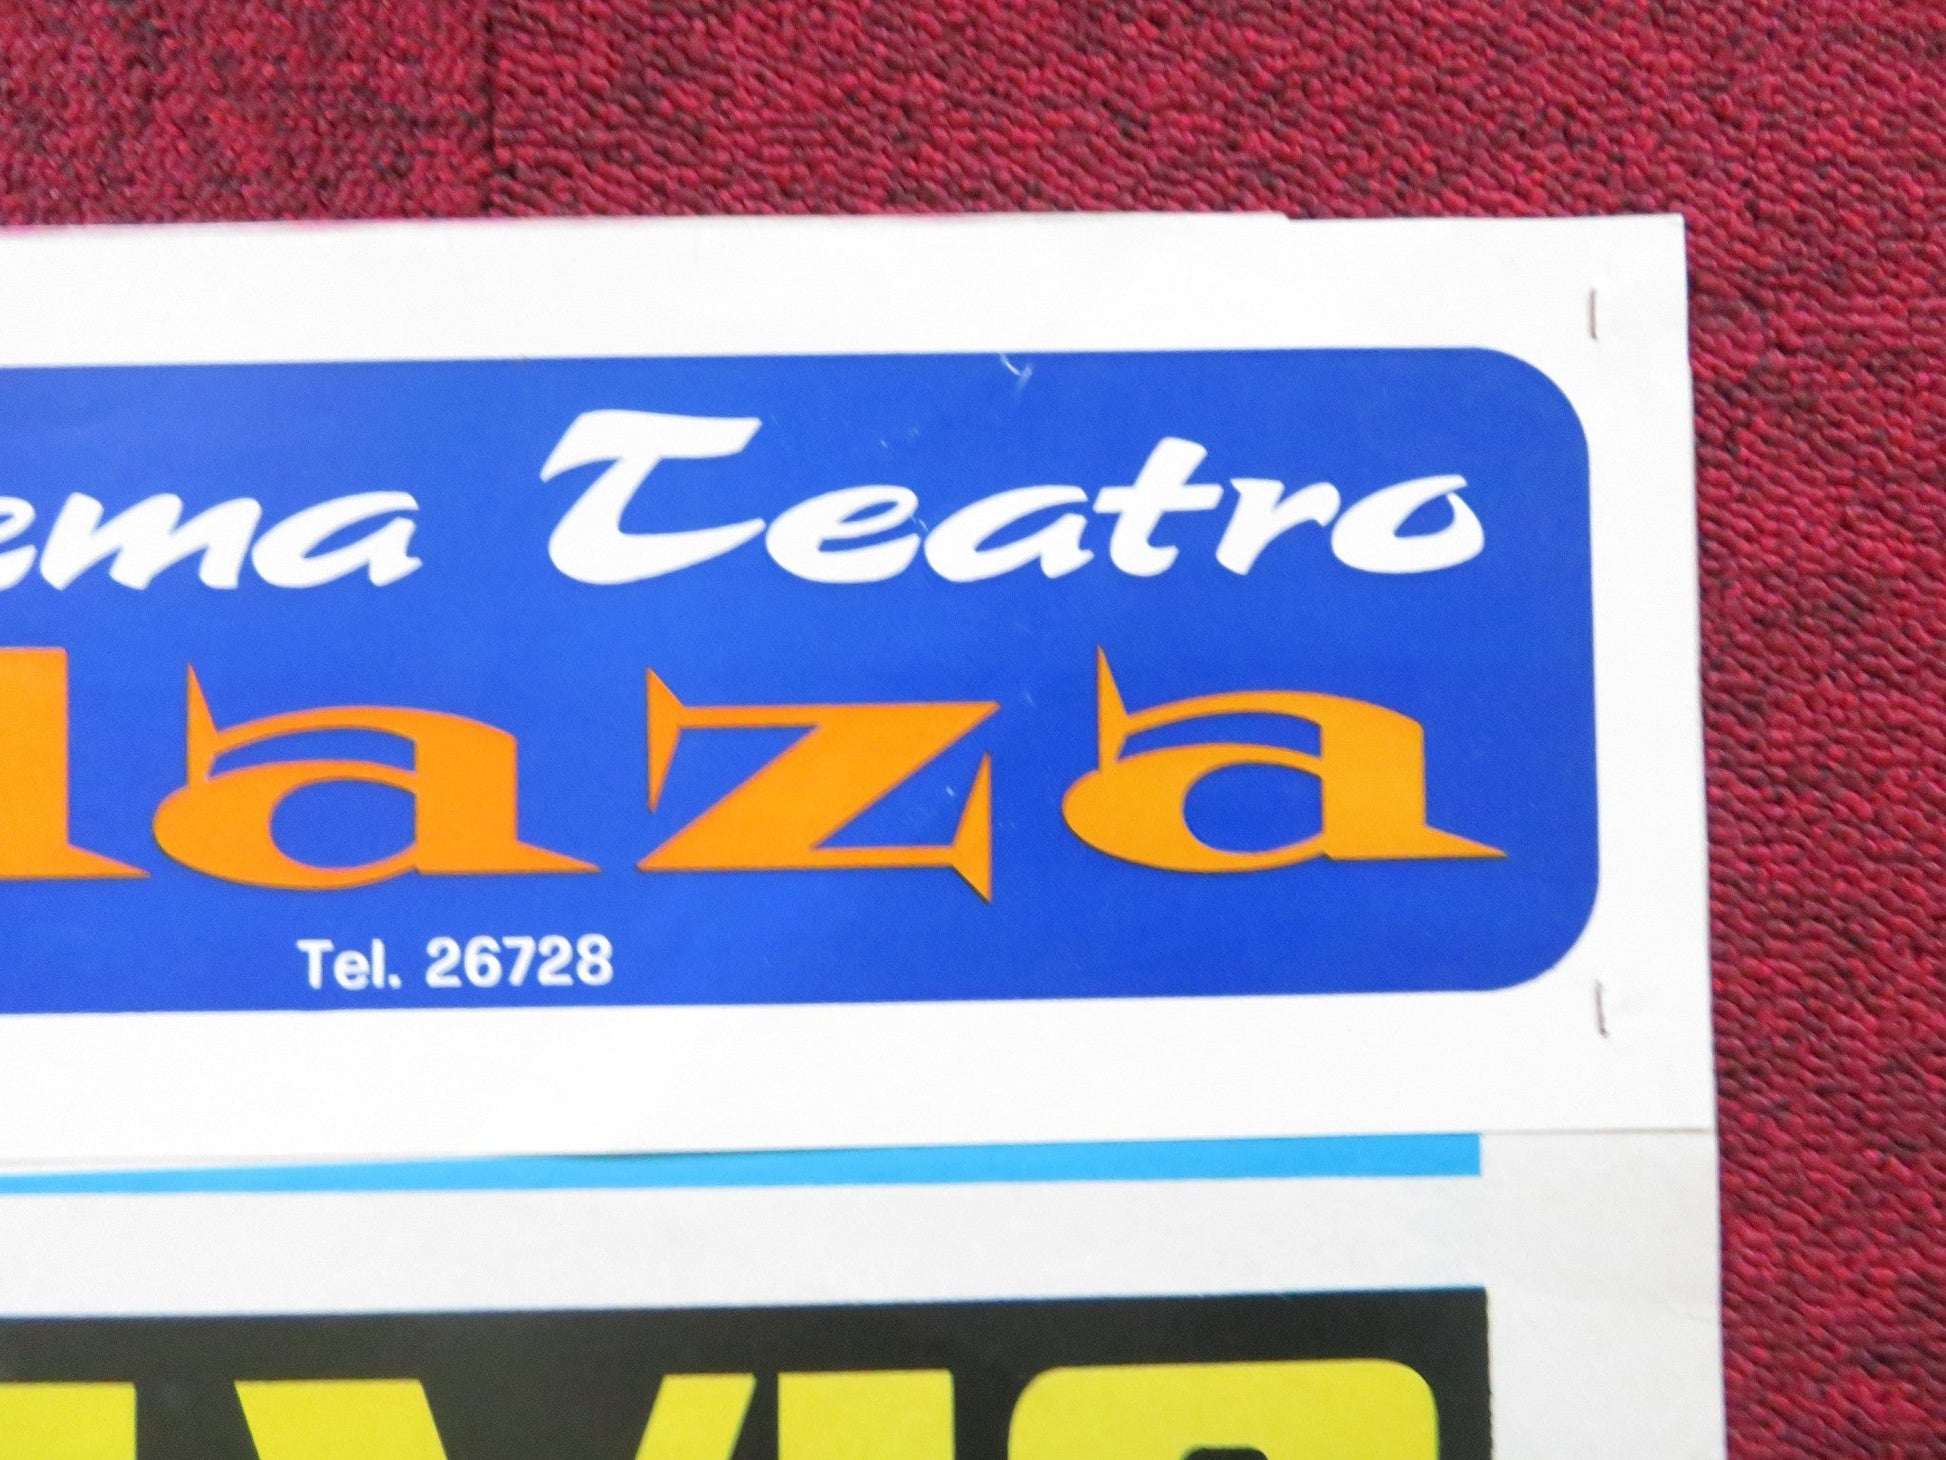 ema Teatro
laza
Tel. 26728